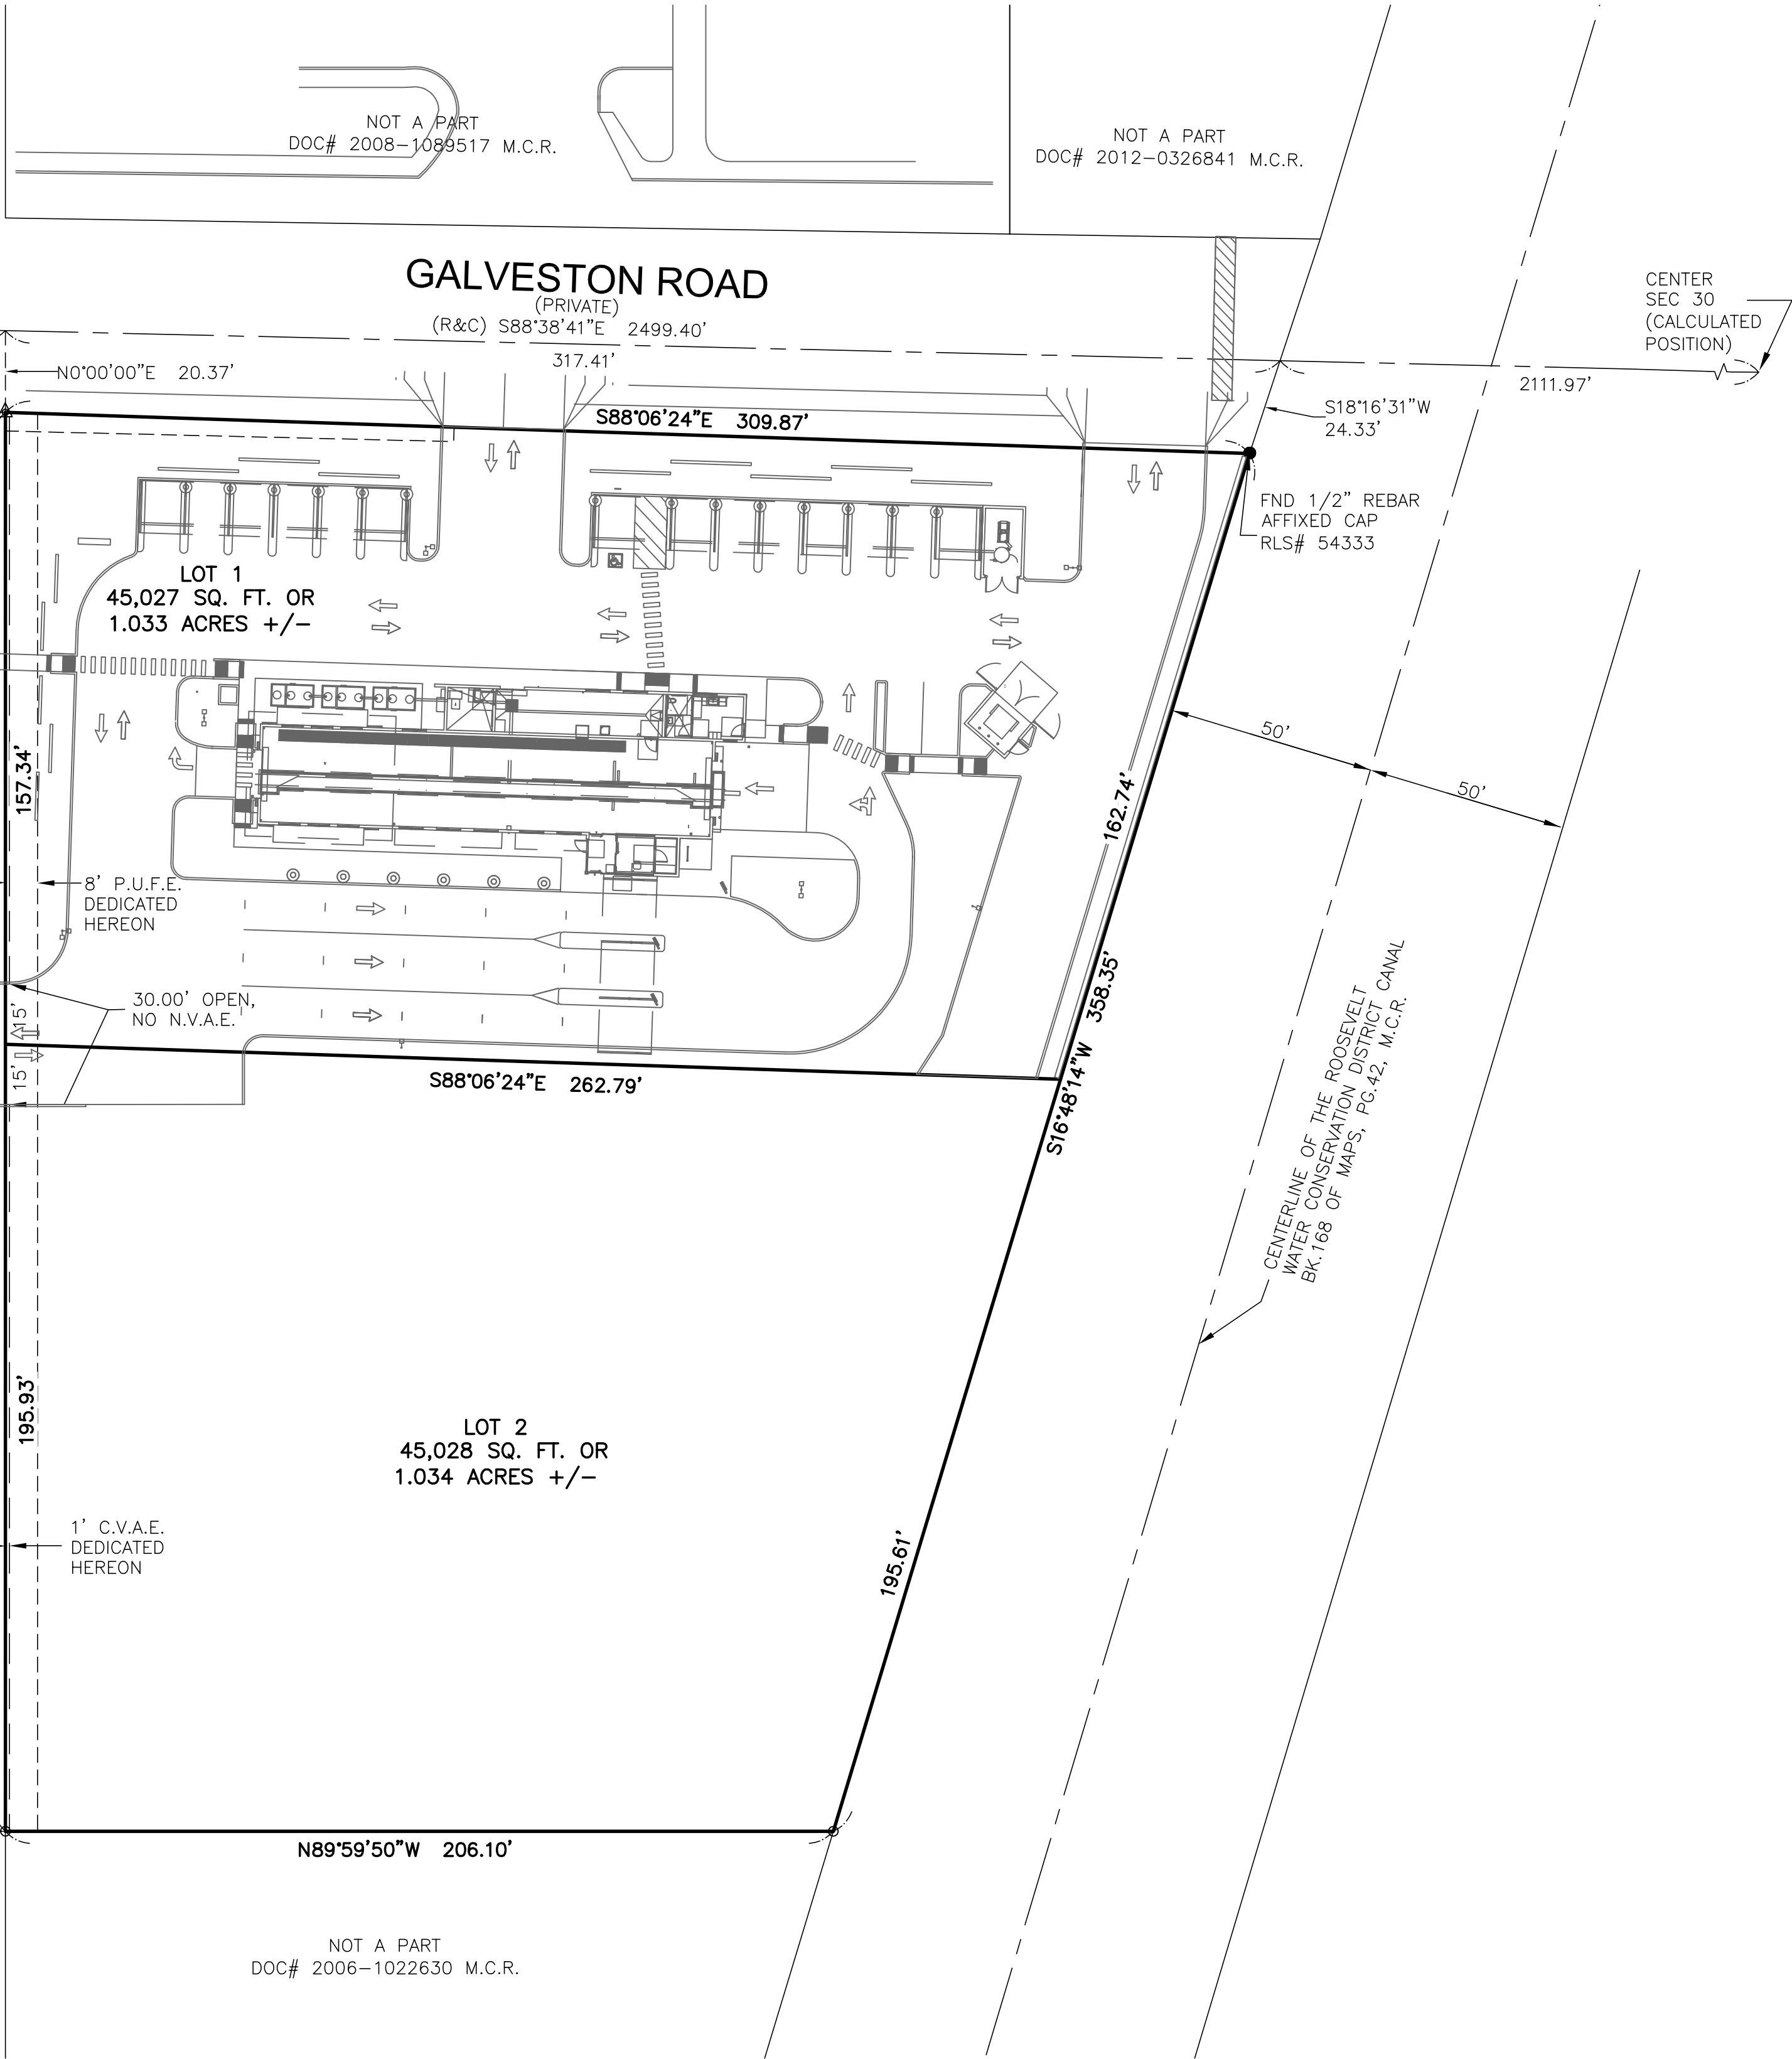 NOT A PART
DOC# 2008-1089517 M.C.R.
NOT A PART
DOC# 2012-0326841 M.C.R.
GALVESTON ROAD
(PRIVATE)
(R&C) S88°38'41"E 2499.40'
317.41'
N0°00'00"E 20.37'
CENTER
SEC 30
(CALCULATED
POSITION)
2111.97'
S88°06'24"E 309.87'
S18°16'31"W
24.33'
FND 1/2" REBAR
AFFIXED CAP
RLS# 54333
LOT 1
45,027 SQ. FT. OR
1.033 ACRES +/-
157.34'
50'
50'
162.74'
8' P.U.F.E.
DEDICATED
HEREON
30.00' OPEN,
NO N.V.A.E.
15'
15'
S88°06'24"E 262.79'
S16°48'14"W 358.35'
CENTERLINE OF THE ROOSEVELT
WATER CONSERVATION DISTRICT CANAL
BK.168 OF MAPS, PG.42, M.C.R.
195.93'
LOT 2
45,028 SQ. FT. OR
1.034 ACRES +/-
195.61'
1' C.V.A.E.
DEDICATED
HEREON
N89°59'50"W 206.10'
NOT A PART
DOC# 2006-1022630 M.C.R.